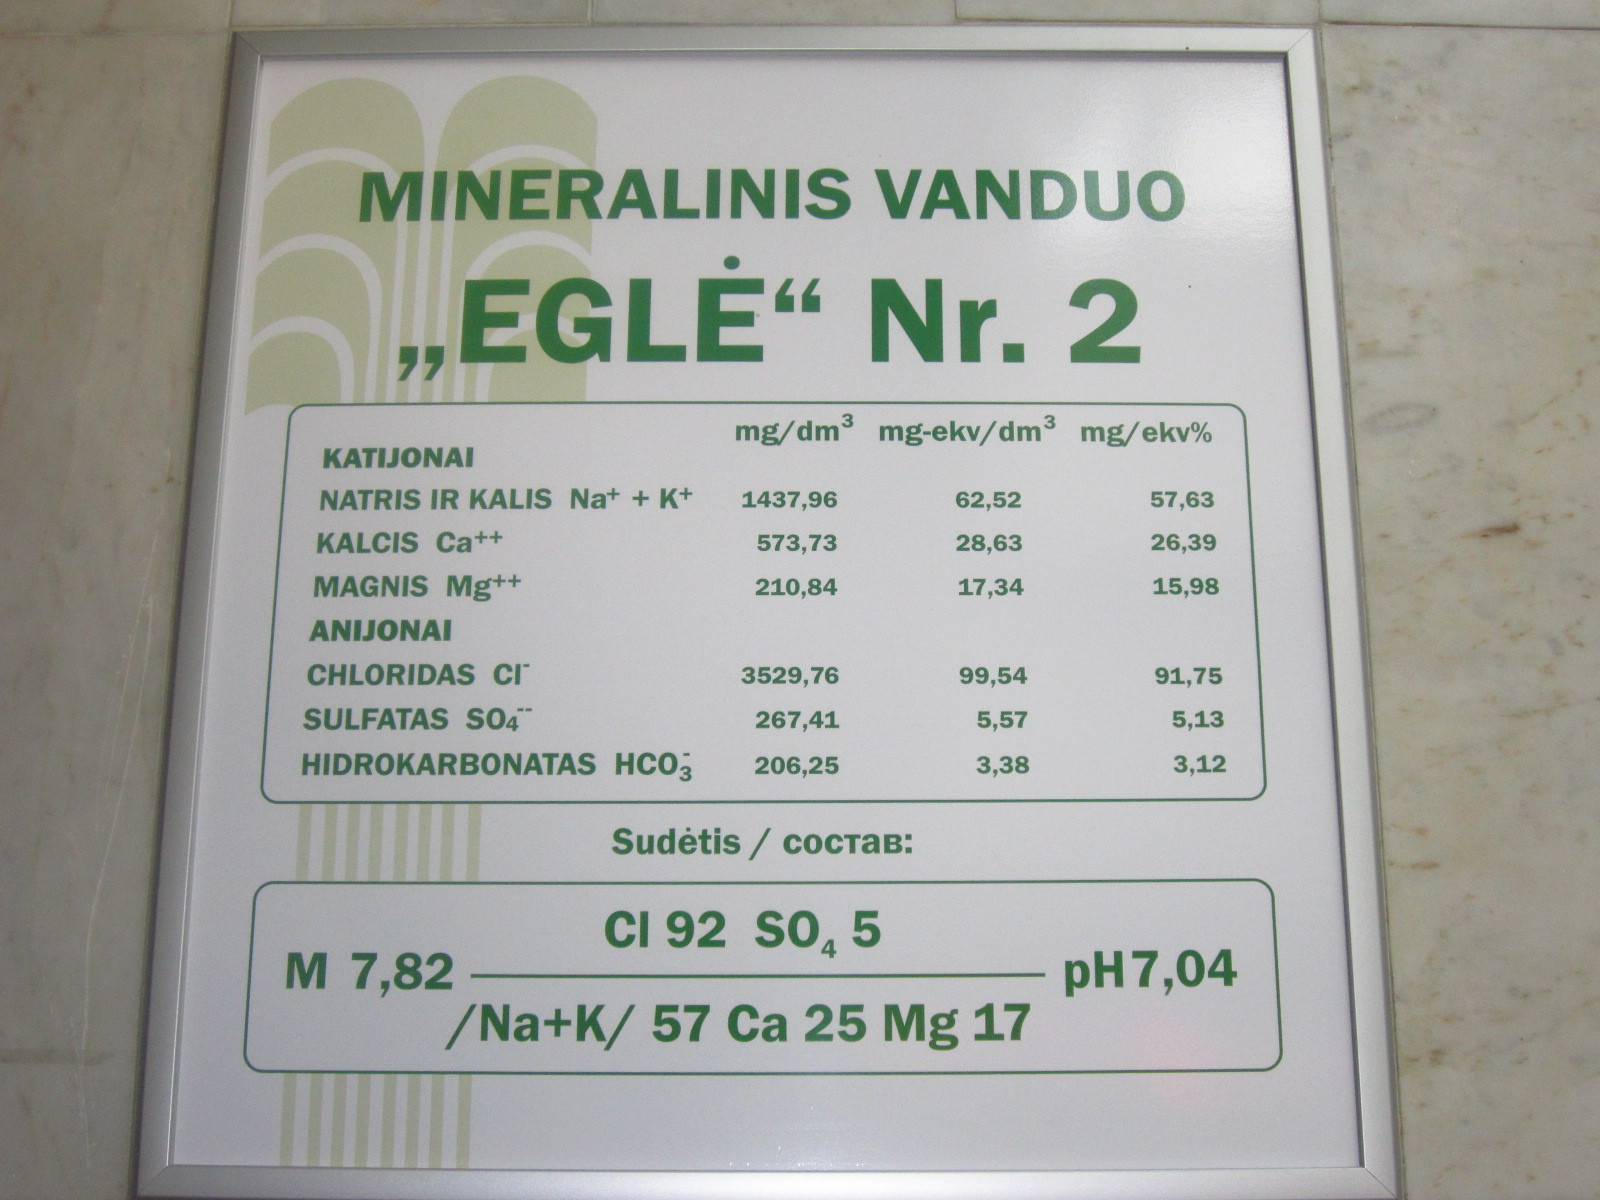 MINERALINIS VANDUO
„EGLĖ“ Nr. 2
mg/dm³ mg-ekv/dm³ mg/ekv%
KATIJONAI
NATRIS IR KALIS Na⁺ + K⁺ 1437,96 62,52 57,63
KALCIS Ca⁺⁺ 573,73 28,63 26,39
MAGNIS Mg⁺⁺ 210,84 17,34 15,98
ANIJONAI
CHLORIDAS Cl⁻ 3529,76 99,54 91,75
SULFATAS SO₄⁻⁻ 267,41 5,57 5,13
HIDROKARBONATAS HCO₃⁻ 206,25 3,38 3,12
Sudėtis / состав:
Cl 92 SO₄ 5
M 7,82 pH 7,04
/Na+K/ 57 Ca 25 Mg 17